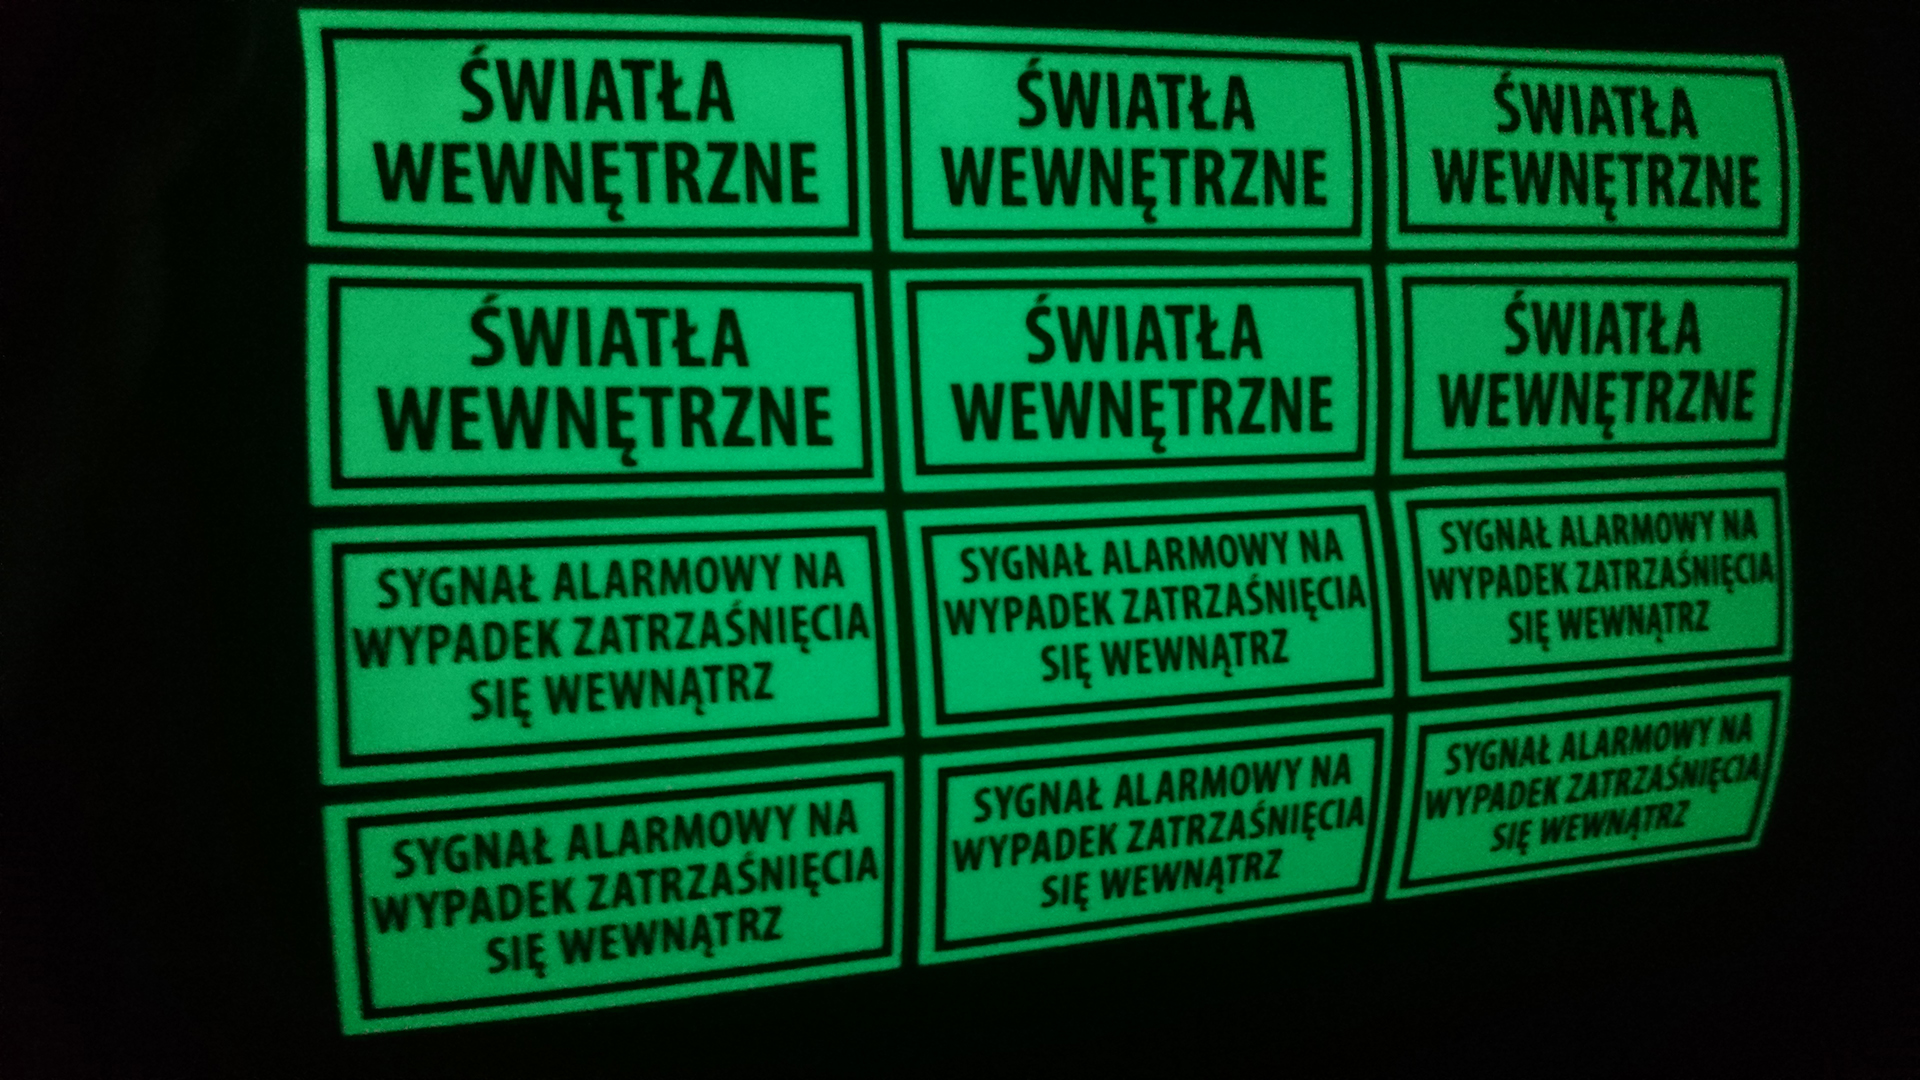 ŚWIATŁA
WEWNĘTRZNE
ŚWIATŁA
WEWNĘTRZNE
ŚWIATŁA
WEWNĘTRZNE
ŚWIATŁA
WEWNĘTRZNE
ŚWIATŁA
WEWNĘTRZNE
ŚWIATŁA
WEWNĘTRZNE
SYGNAŁ ALARMOWY NA
WYPADEK ZATRZAŚNIĘCIA
SIĘ WEWNĄTRZ
SYGNAŁ ALARMOWY NA
WYPADEK ZATRZAŚNIĘCIA
SIĘ WEWNĄTRZ
SYGNAŁ ALARMOWY NA
WYPADEK ZATRZAŚNIĘCIA
SIĘ WEWNĄTRZ
SYGNAŁ ALARMOWY NA
WYPADEK ZATRZAŚNIĘCIA
SIĘ WEWNĄTRZ
SYGNAŁ ALARMOWY NA
WYPADEK ZATRZAŚNIĘCIA
SIĘ WEWNĄTRZ
SYGNAŁ ALARMOWY NA
WYPADEK ZATRZAŚNIĘCIA
SIĘ WEWNĄTRZ